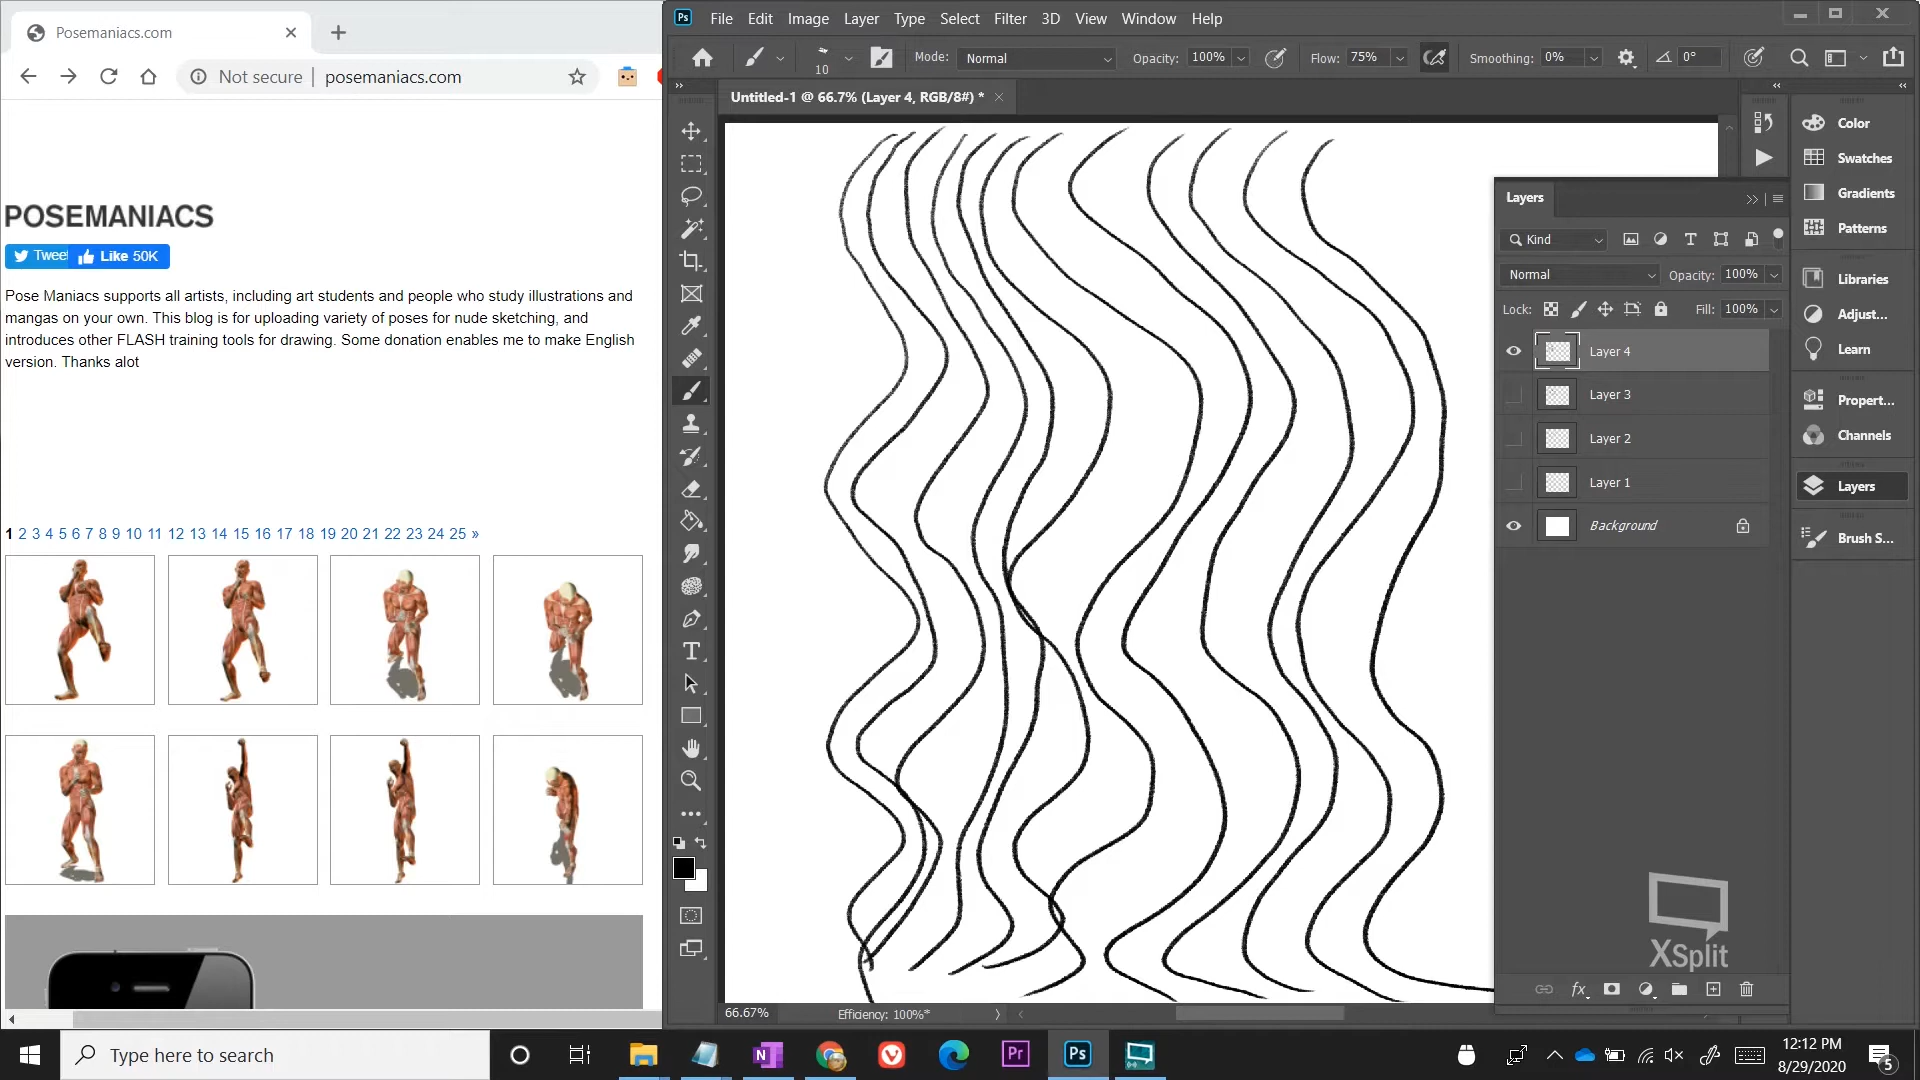 Posemaniacs.com
Not secure | posemaniacs.com
POSEMANIACS
Tweet Like 50K
Pose Maniacs supports all artists, including art students and people who study illustrations and
mangas on your own. This blog is for uploading variety of poses for nude sketching, and
introduces other FLASH training tools for drawing. Some donation enables me to make English
version. Thanks alot
1 2 3 4 5 6 7 8 9 10 11 12 13 14 15 16 17 18 19 20 21 22 23 24 25 »
Ps File Edit Image Layer Type Select Filter 3D View Window Help
10 Mode: Normal Opacity: 100% Flow: 75% Smoothing: 0% 0°
Untitled-1 @ 66.7% (Layer 4, RGB/8#) *
Color
Swatches
Gradients
Patterns
Libraries
Adjust...
Learn
Propert...
Channels
Layers
Brush S...
Layers
Kind
Normal Opacity: 100%
Lock: Fill: 100%
Layer 4
Layer 3
Layer 2
Layer 1
Background
fx
XSplit
66.67% Efficiency: 100%*
Type here to search
N
Pr
Ps
12:12 PM
8/29/2020
5